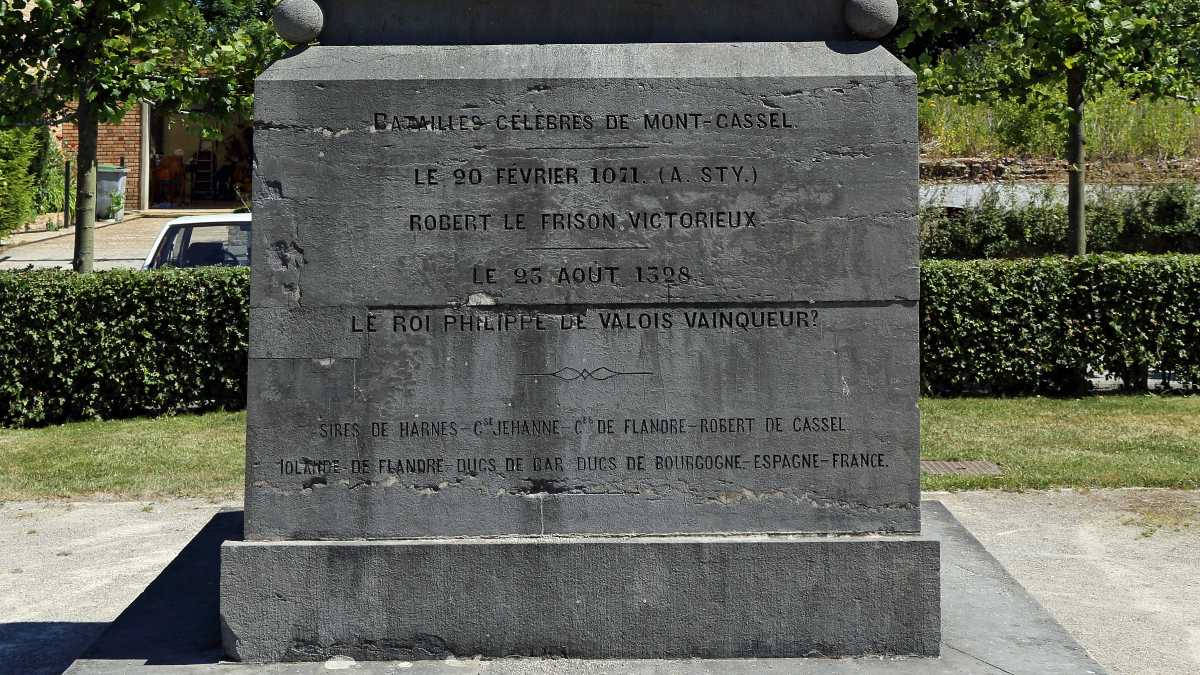 BATAILLES CÉLÈBRES DE MONT-CASSEL.
LE 20 FÉVRIER 1071. (A. STY.)
ROBERT LE FRISON VICTORIEUX.
LE 23 AOUT 1328.
LE ROI PHILIPPE DE VALOIS VAINQUEUR?
SIRES DE HARNES-Cst JEHANNE-Ctes DE FLANDRE-ROBERT DE CASSEL.
IOLANDE DE FLANDRE-DUCS DE BAR DUCS DE BOURGOGNE-ESPAGNE-FRANCE.